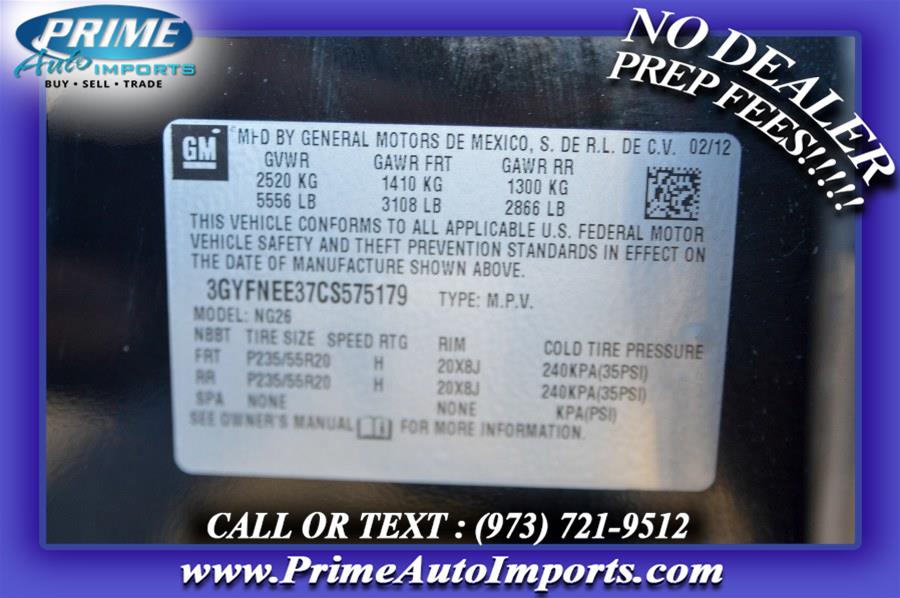 PRIME
Auto IMPORTS
BUY • SELL • TRADE
NO DEALER
PREP FEES!!!!!
GM
MFD BY GENERAL MOTORS DE MEXICO, S. DE R.L. DE C.V. 02/12
GVWR GAWR FRT GAWR RR
2520 KG 1410 KG 1300 KG
5556 LB 3108 LB 2866 LB
THIS VEHICLE CONFORMS TO ALL APPLICABLE U.S. FEDERAL MOTOR
VEHICLE SAFETY AND THEFT PREVENTION STANDARDS IN EFFECT ON
THE DATE OF MANUFACTURE SHOWN ABOVE.
3GYFNEE37CS575179 TYPE: M.P.V.
MODEL: NG26
NBBT TIRE SIZE SPEED RTG RIM COLD TIRE PRESSURE
FRT P235/55R20 H 20X8J 240KPA(35PSI)
RR P235/55R20 H 20X8J 240KPA(35PSI)
SPA NONE NONE KPA(PSI)
SEE OWNER'S MANUAL FOR MORE INFORMATION.
CALL OR TEXT : (973) 721-9512
www.PrimeAutoImports.com